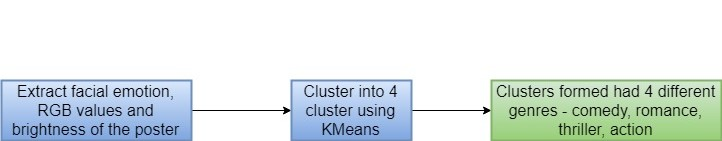 Extract facial emotion,
RGB values and
brightness of the poster
Cluster into 4
cluster using
KMeans
Clusters formed had 4 different
genres - comedy, romance,
thriller, action